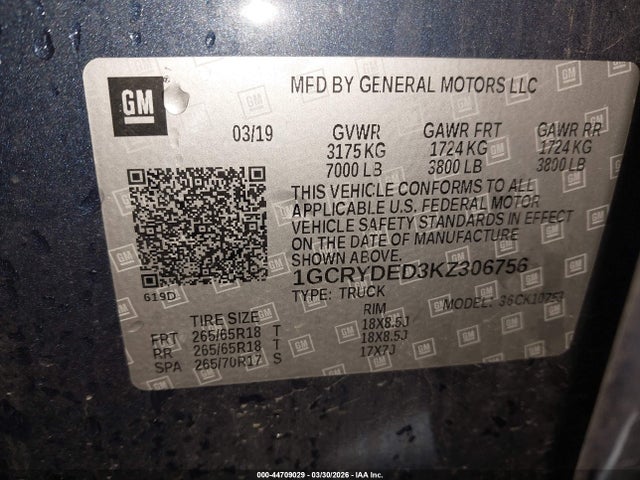 GM
MFD BY GENERAL MOTORS LLC
03/19 GVWR GAWR FRT GAWR RR
3175 KG 1724 KG 1724 KG
7000 LB 3800 LB 3800 LB
THIS VEHICLE CONFORMS TO ALL
APPLICABLE U.S. FEDERAL MOTOR
VEHICLE SAFETY STANDARDS IN EFFECT
ON THE DATE OF MANUFACTURE
SHOWN ABOVE.
1GCRYDED3KZ306756
619D TYPE: TRUCK MODEL:
TIRE SIZE RIM
FRT 265/65R18 T 18X8.5J
RR 265/65R18 T 18X8.5J
SPA 265/70R17 S 17X7J
000-44709029 - 03/30/2026 - IAA Inc.